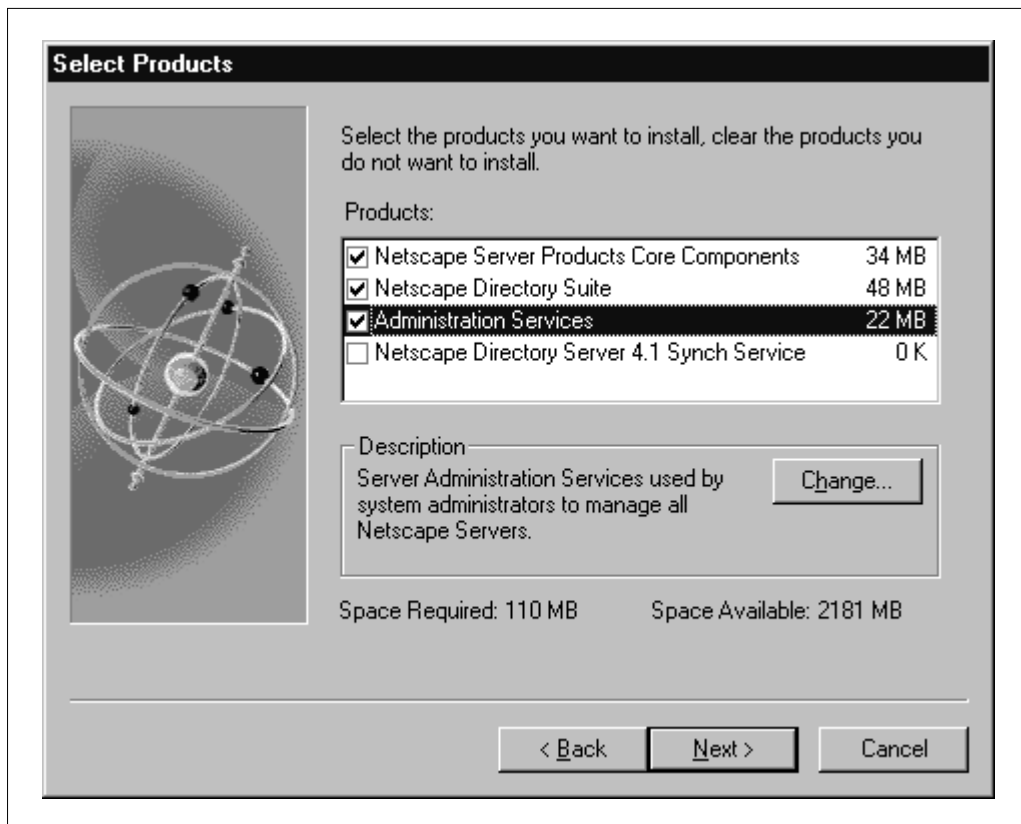 Select Products
Select the products you want to install, clear the products you
do not want to install.
Products:
Netscape Server Products Core Components 34 MB
Netscape Directory Suite 48 MB
Administration Services 22 MB
Netscape Directory Server 4.1 Synch Service 0 K
Description
Server Administration Services used by
system administrators to manage all
Netscape Servers.
Change...
Space Required: 110 MB Space Available: 2181 MB
< Back Next > Cancel